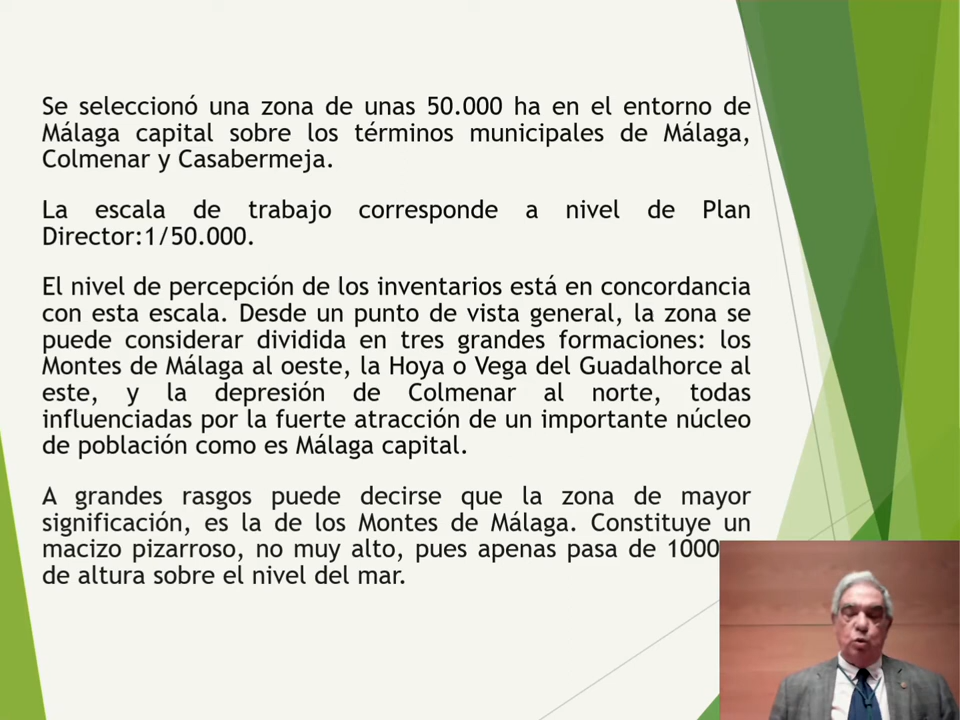 Se seleccionó una zona de unas 50.000 ha en el entorno de
Málaga capital sobre los términos municipales de Málaga,
Colmenar y Casabermeja.
La escala de trabajo corresponde a nivel de Plan
Director:1/50.000.
El nivel de percepción de los inventarios está en concordancia
con esta escala. Desde un punto de vista general, la zona se
puede considerar dividida en tres grandes formaciones: los
Montes de Málaga al oeste, la Hoya o Vega del Guadalhorce al
este, y la depresión de Colmenar al norte, todas
influenciadas por la fuerte atracción de un importante núcleo
de población como es Málaga capital.
A grandes rasgos puede decirse que la zona de mayor
significación, es la de los Montes de Málaga. Constituye un
macizo pizarroso, no muy alto, pues apenas pasa de 1000
de altura sobre el nivel del mar.